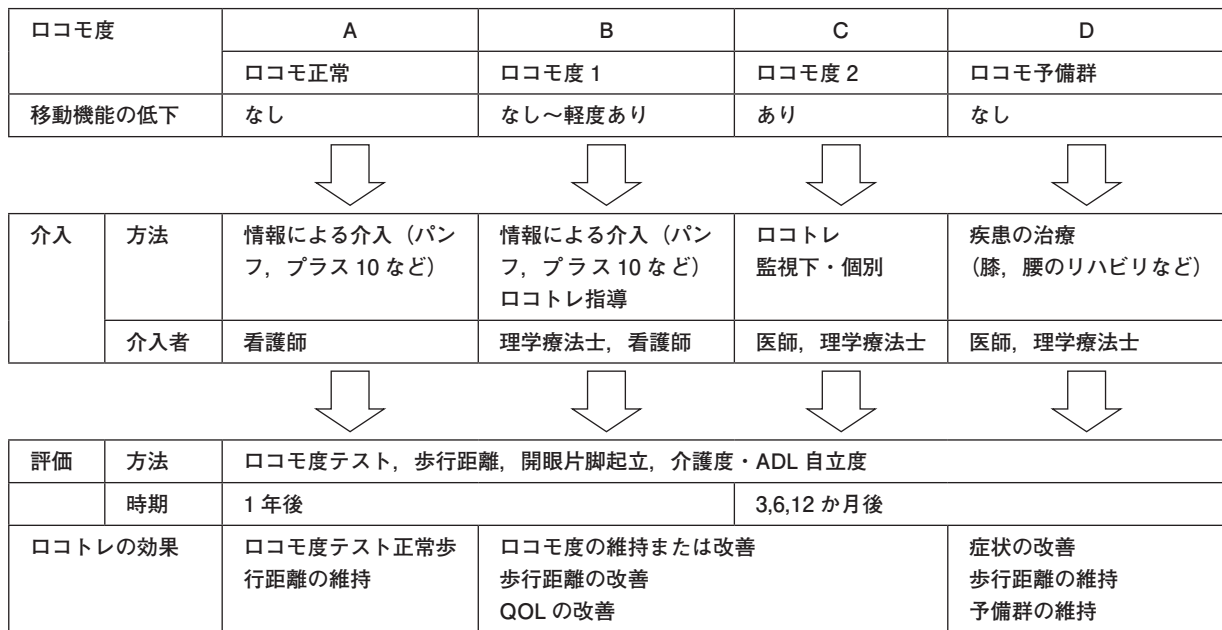 ロコモ度 A B C D
ロコモ正常 ロコモ度 1 ロコモ度 2 ロコモ予備群
移動機能の低下 なし なし〜軽度あり あり なし
介入 方法 情報による介入（パン 情報による介入（パン ロコトレ 疾患の治療
フ，プラス 10 など） フ，プラス 10 など） 監視下・個別 （膝，腰のリハビリなど）
ロコトレ指導
介入者 看護師 理学療法士，看護師 医師，理学療法士 医師，理学療法士
評価 方法 ロコモ度テスト，歩行距離，開眼片脚起立，介護度・ADL 自立度
時期 1 年後 3,6,12 か月後
ロコトレの効果 ロコモ度テスト正常歩 ロコモ度の維持または改善 症状の改善
行距離の維持 歩行距離の改善 歩行距離の維持
QOL の改善 予備群の維持